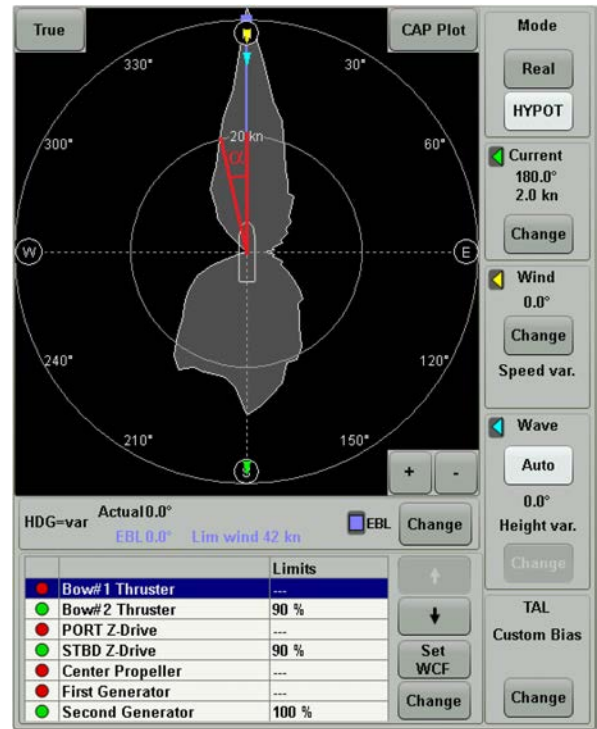 True
CAP Plot
N
330°
30°
300°
20 kn
60°
α
W
E
240°
120°
210°
150°
S
+ -
HDG=var
Actual 0.0°
EBL 0.0° Lim wind 42 kn
EBL
Change
Limits
Bow#1 Thruster ---
Bow#2 Thruster 90 %
PORT Z-Drive ---
STBD Z-Drive 90 %
Center Propeller ---
First Generator ---
Second Generator 100 %
Set
WCF
Change
Mode
Real
HYPOT
Current
180.0°
2.0 kn
Change
Wind
0.0°
Change
Speed var.
Wave
Auto
0.0°
Height var.
Change
TAL
Custom Bias
Change